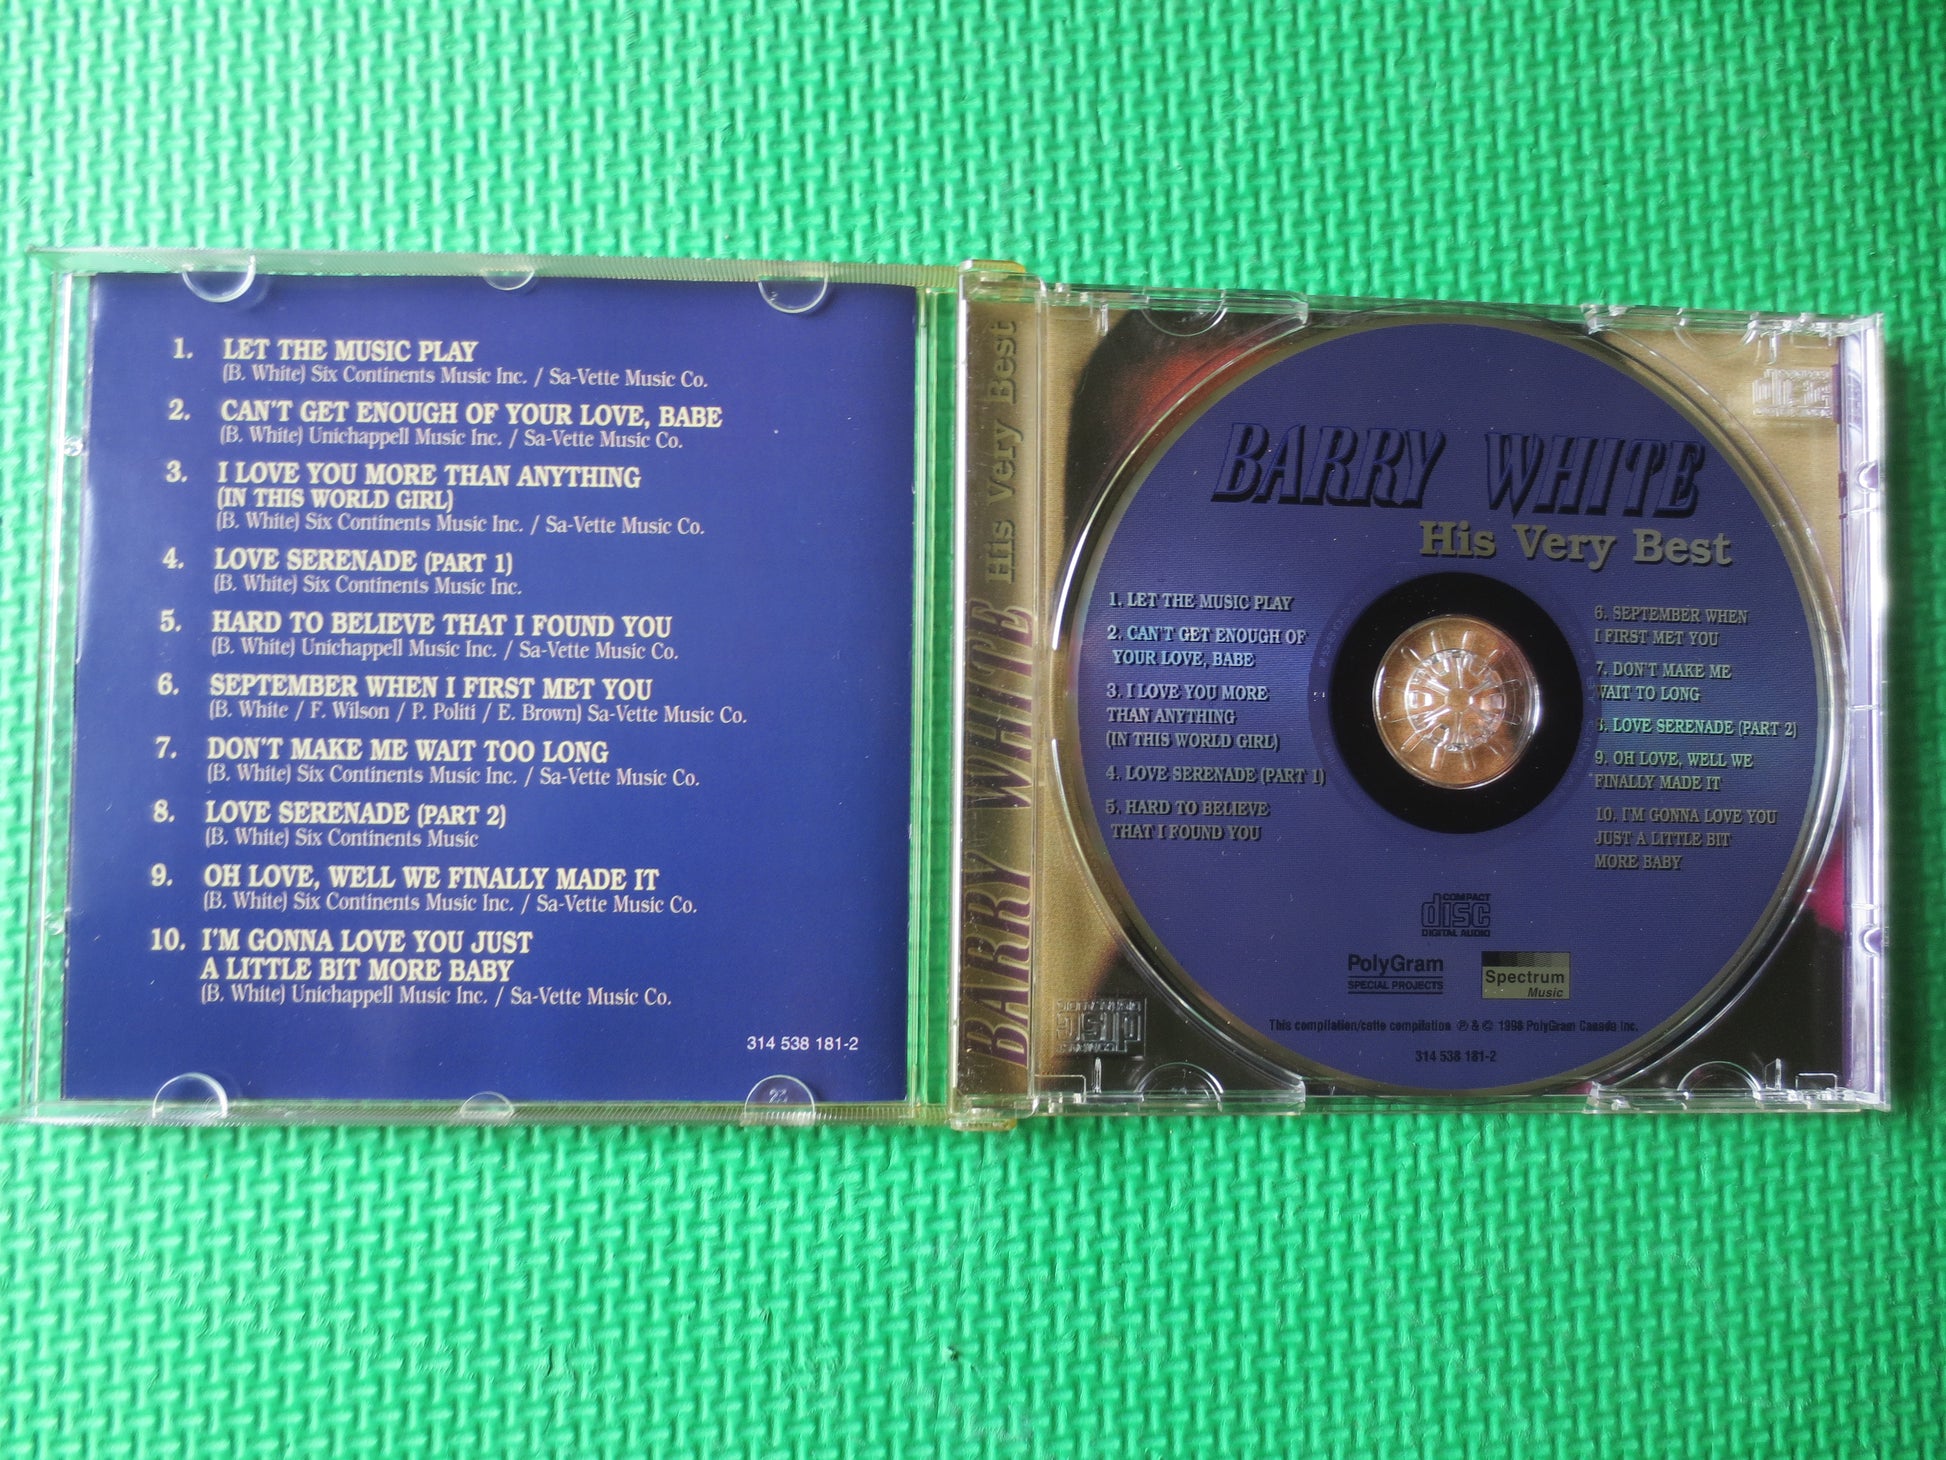 1. LET THE MUSIC PLAY
(B. White) Six Continents Music Inc. / Sa-Vette Music Co.
2. CAN'T GET ENOUGH OF YOUR LOVE, BABE
(B. White) Unichappell Music Inc. / Sa-Vette Music Co.
3. I LOVE YOU MORE THAN ANYTHING
(IN THIS WORLD GIRL)
(B. White) Six Continents Music Inc. / Sa-Vette Music Co.
4. LOVE SERENADE (PART 1)
(B. White) Six Continents Music Inc.
5. HARD TO BELIEVE THAT I FOUND YOU
(B. White) Unichappell Music Inc. / Sa-Vette Music Co.
6. SEPTEMBER WHEN I FIRST MET YOU
(B. White / F. Wilson / P. Politi / E. Brown) Sa-Vette Music Co.
7. DON'T MAKE ME WAIT TOO LONG
(B. White) Six Continents Music Inc. / Sa-Vette Music Co.
8. LOVE SERENADE (PART 2)
(B. White) Six Continents Music
9. OH LOVE, WELL WE FINALLY MADE IT
(B. White) Six Continents Music Inc. / Sa-Vette Music Co.
10. I'M GONNA LOVE YOU JUST
A LITTLE BIT MORE BABY
(B. White) Unichappell Music Inc. / Sa-Vette Music Co.
314 538 181-2
BARRY WHITE His Very Best
BARRY WHITE
His Very Best
1. LET THE MUSIC PLAY
2. CAN'T GET ENOUGH OF
YOUR LOVE, BABE
3. I LOVE YOU MORE
THAN ANYTHING
(IN THIS WORLD GIRL)
4. LOVE SERENADE (PART 1)
5. HARD TO BELIEVE
THAT I FOUND YOU
6. SEPTEMBER WHEN
I FIRST MET YOU
7. DON'T MAKE ME
WAIT TO LONG
8. LOVE SERENADE (PART 2)
9. OH LOVE, WELL WE
FINALLY MADE IT
10. I'M GONNA LOVE YOU
JUST A LITTLE BIT
MORE BABY
COMPACT
disc
DIGITAL AUDIO
PolyGram
SPECIAL PROJECTS
Spectrum
Music
This compilation/cette compilation ℗ & © 1998 PolyGram Canada Inc.
314 538 181-2